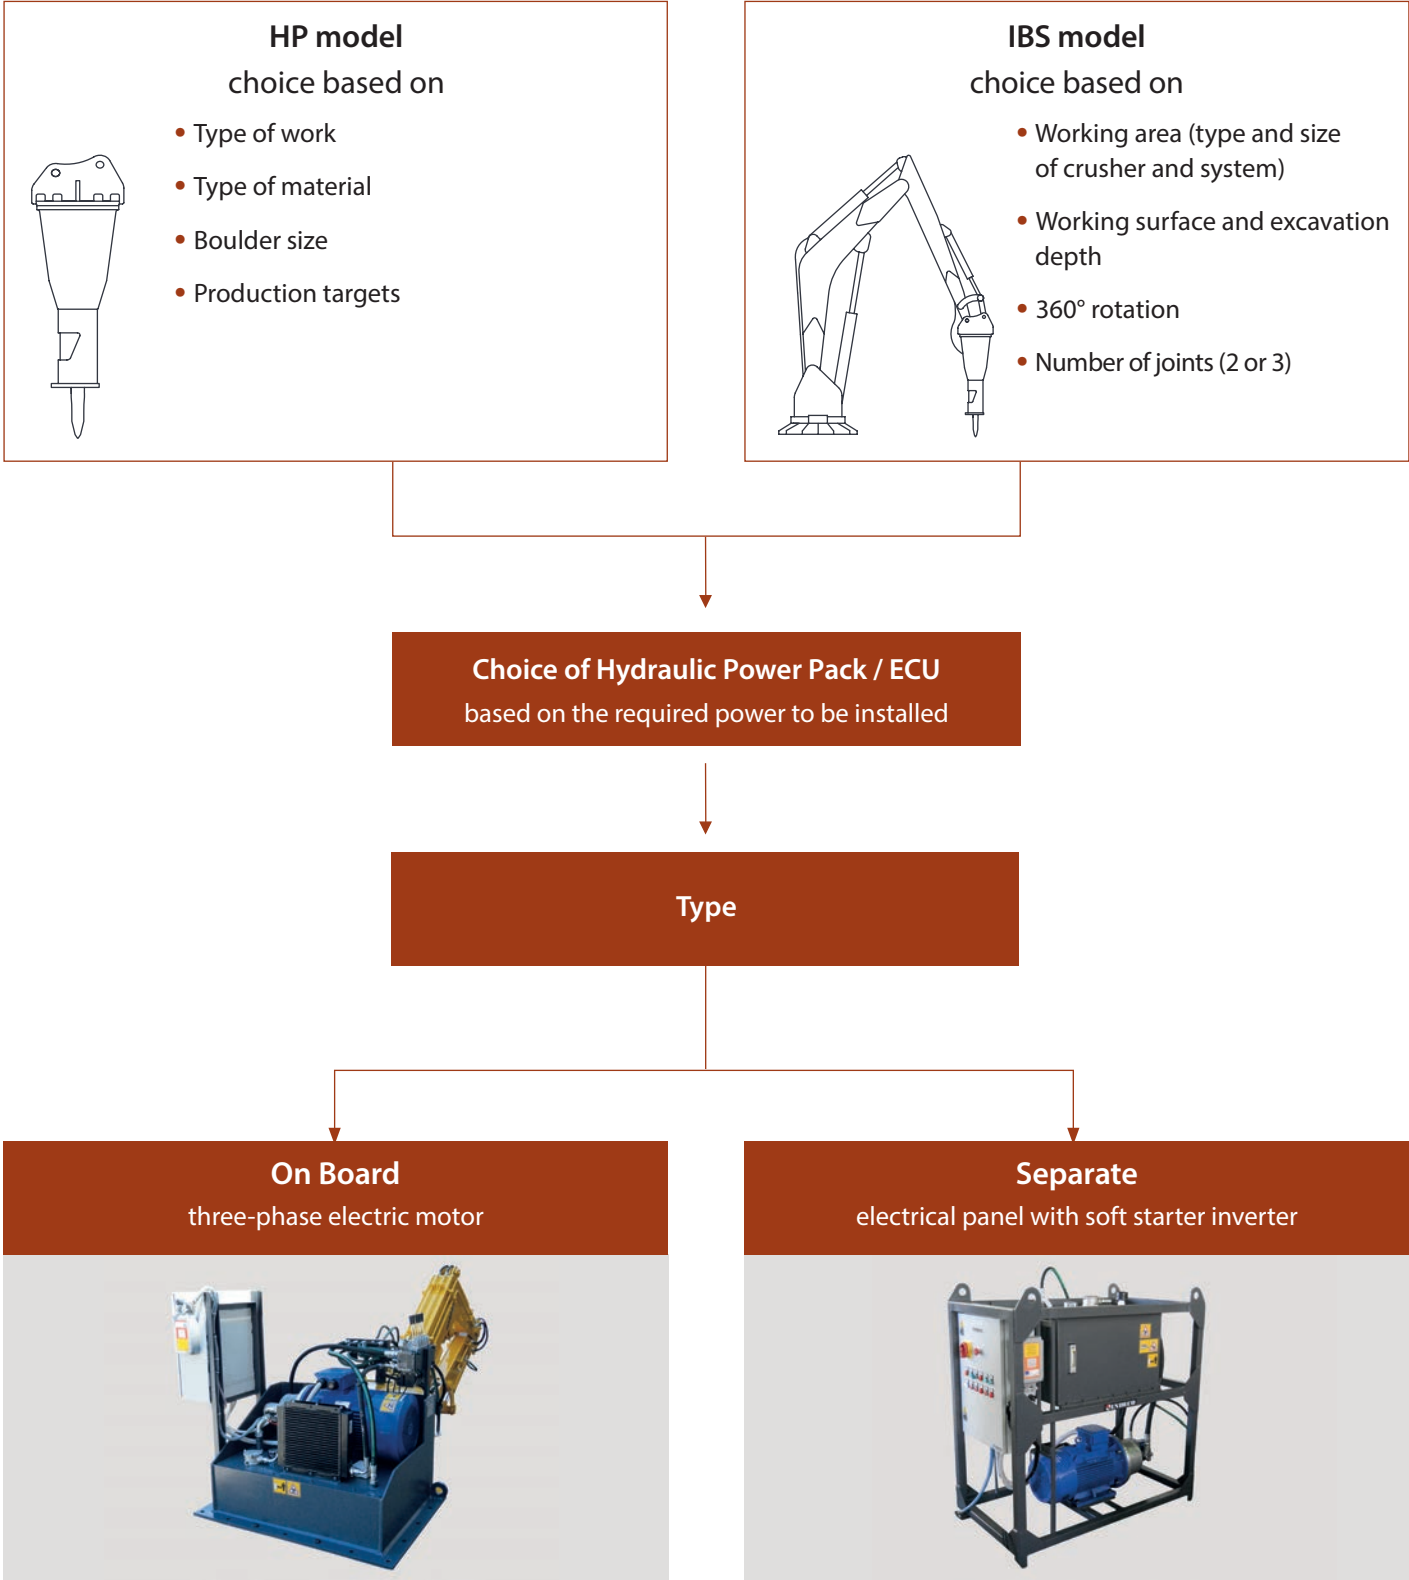 HP model
choice based on
• Type of work
• Type of material
• Boulder size
• Production targets
IBS model
choice based on
• Working area (type and size
of crusher and system)
• Working surface and excavation
depth
• 360° rotation
• Number of joints (2 or 3)
Choice of Hydraulic Power Pack / ECU
based on the required power to be installed
Type
On Board
three-phase electric motor
Separate
electrical panel with soft starter inverter
INDECO